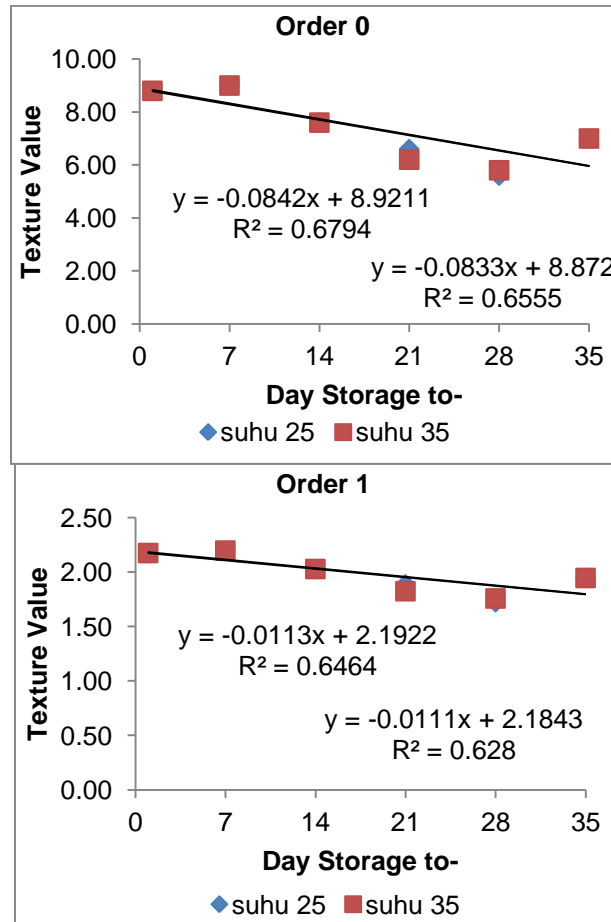 Order 0
10.00
8.00
6.00
4.00
2.00
0.00
Texture Value
y = -0.0842x + 8.9211
R² = 0.6794
y = -0.0833x + 8.872
R² = 0.6555
0 7 14 21 28 35
Day Storage to-
suhu 25 suhu 35
Order 1
2.50
2.00
1.50
1.00
0.50
0.00
Texture Value
y = -0.0113x + 2.1922
R² = 0.6464
y = -0.0111x + 2.1843
R² = 0.628
0 7 14 21 28 35
Day Storage to-
suhu 25 suhu 35